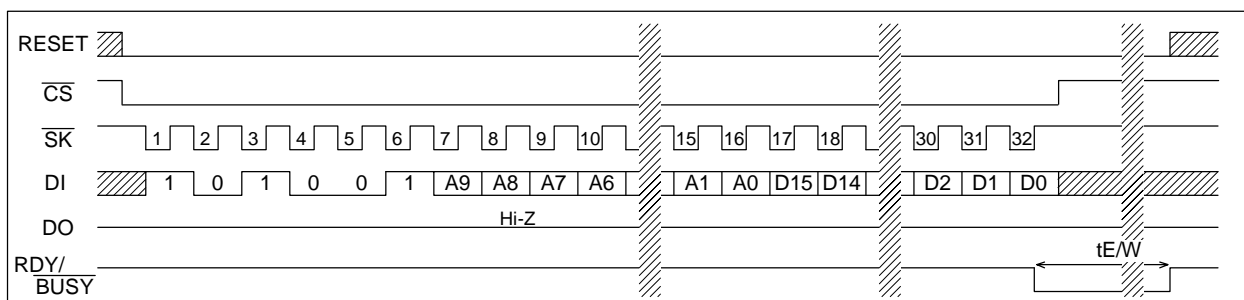 RESET
CS
SK 1 2 3 4 5 6 7 8 9 10 15 16 17 18 30 31 32
DI 1 0 1 0 0 1 A9 A8 A7 A6 A1 A0 D15 D14 D2 D1 D0
Hi-Z
DO
tE/W
RDY/
BUSY